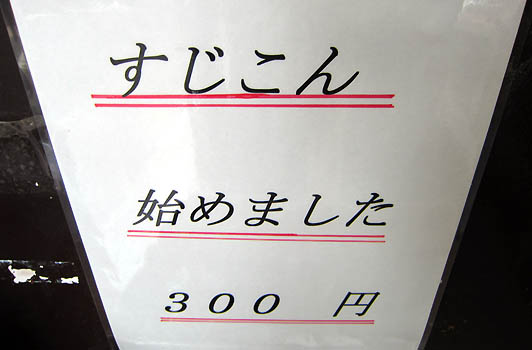 すじこん
始めました
３００　円